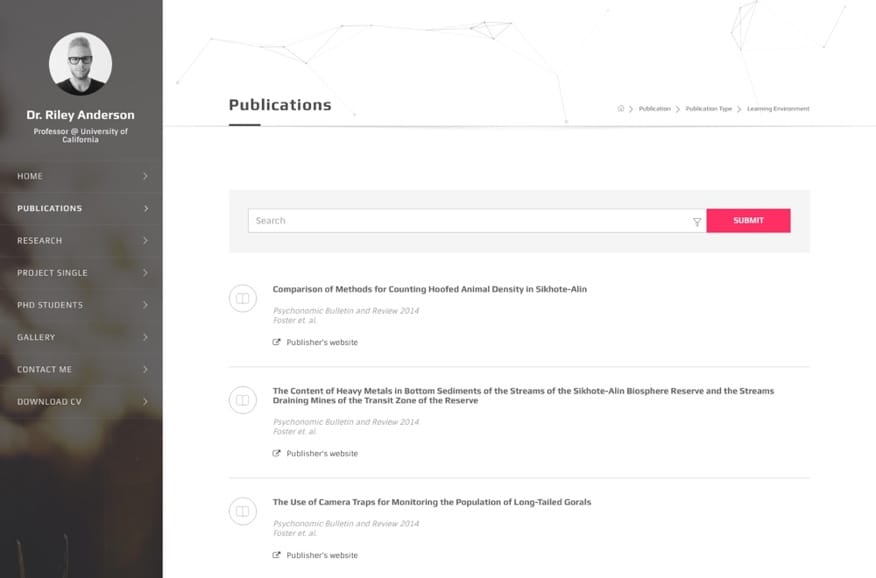 Dr. Riley Anderson
Professor @ University of
California
HOME
PUBLICATIONS
RESEARCH
PROJECT SINGLE
PHD STUDENTS
GALLERY
CONTACT ME
DOWNLOAD CV
Publications
Publication
Publication Type
Learning Environment
Search
SUBMIT
Comparison of Methods for Counting Hoofed Animal Density in Sikhote-Alin
Psychonomic Bulletin and Review 2014
Foster et. al.
Publisher's website
The Content of Heavy Metals in Bottom Sediments of the Streams of the Sikhote-Alin Biosphere Reserve and the Streams
Draining Mines of the Transit Zone of the Reserve
Psychonomic Bulletin and Review 2014
Foster et. al.
Publisher's website
The Use of Camera Traps for Monitoring the Population of Long-Tailed Gorals
Psychonomic Bulletin and Review 2014
Foster et. al.
Publisher's website